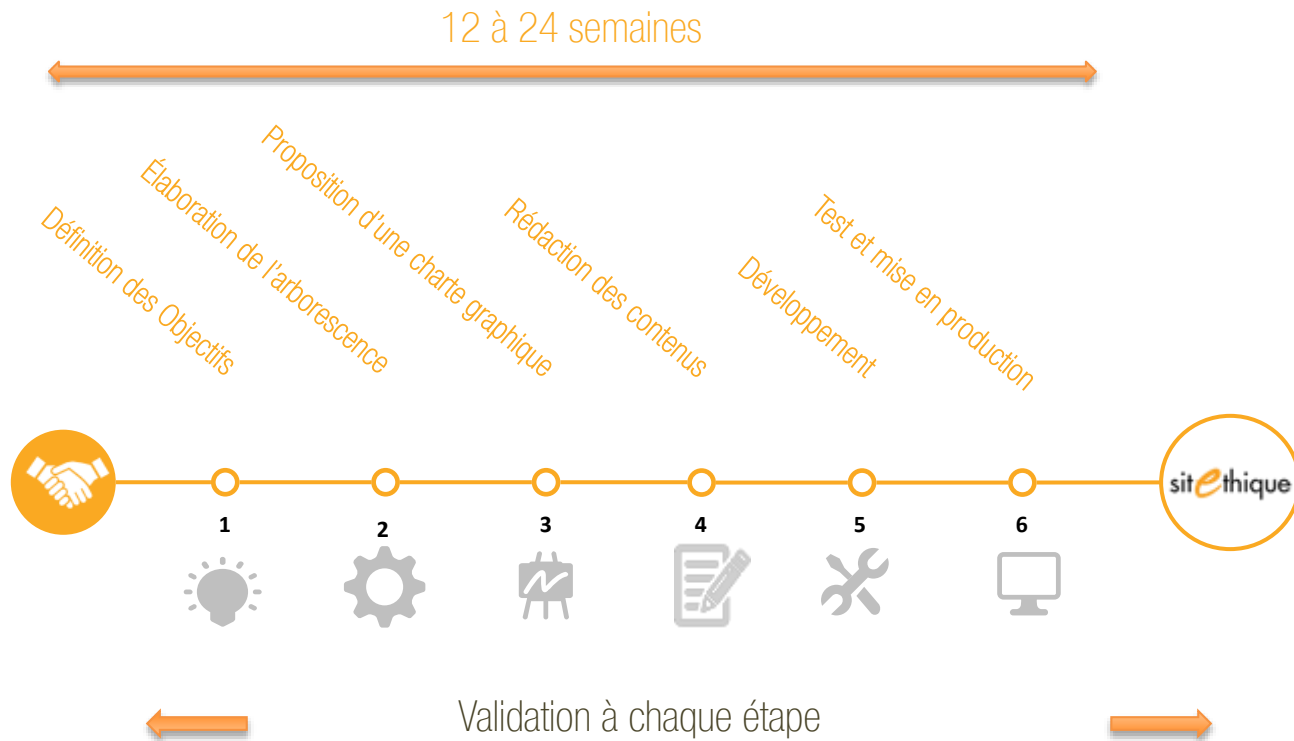 12 à 24 semaines
Définition des Objectifs
Élaboration de l'arborescence
Proposition d'une charte graphique
Rédaction des contenus
Développement
Test et mise en production
sitethique
1
2
3
4
5
6
Validation à chaque étape